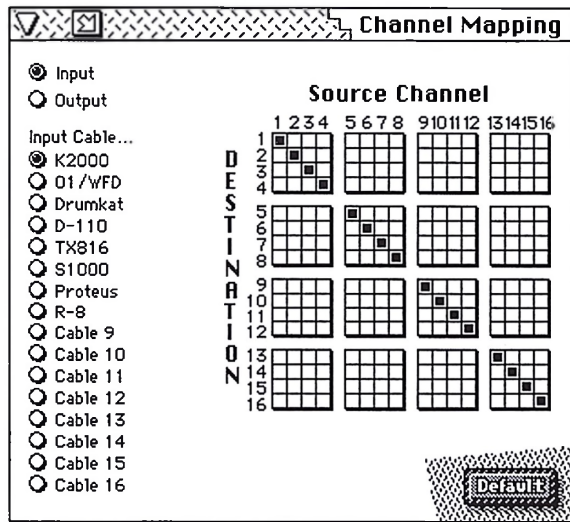 Channel Mapping
Input
Output
Input Cable...
K2000
01/WFD
Drumkat
D-110
TX816
S1000
Proteus
R-8
Cable 9
Cable 10
Cable 11
Cable 12
Cable 13
Cable 14
Cable 15
Cable 16
Source Channel
1 2 3 4 5 6 7 8 9 10 11 12 13 14 15 16
DESTINATION
1
2
3
4
5
6
7
8
9
10
11
12
13
14
15
16
Default